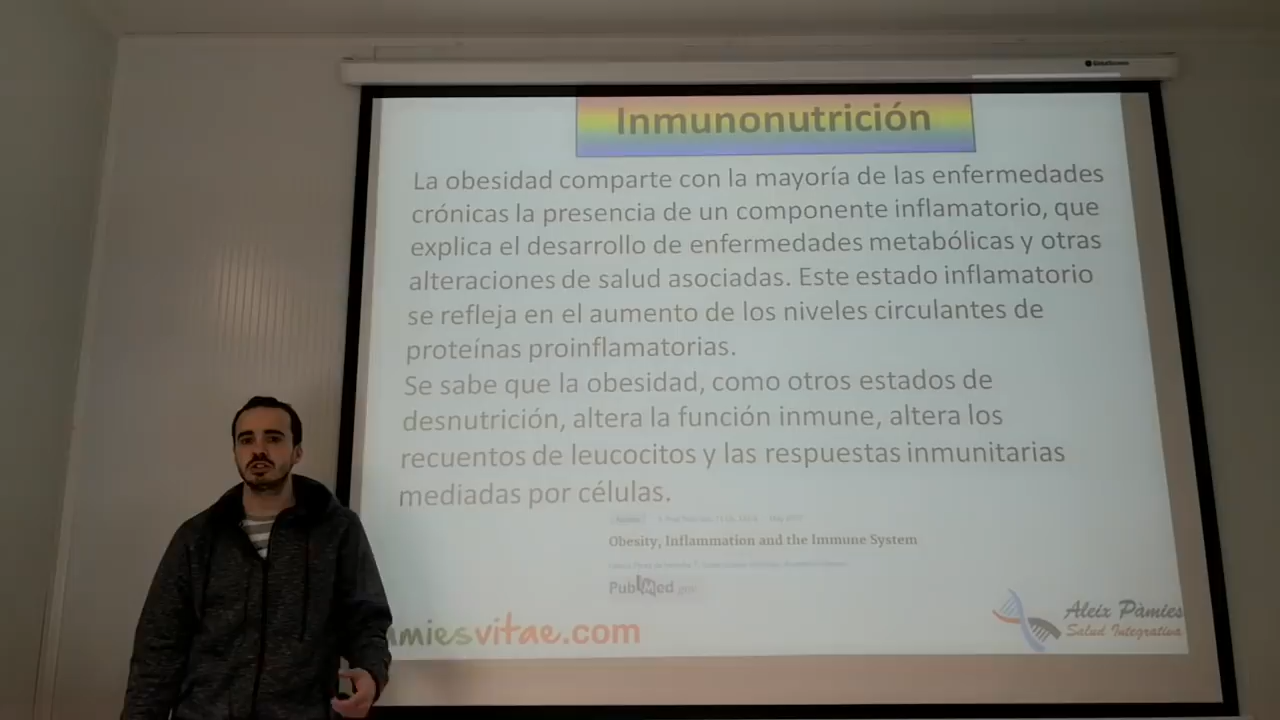 Inmunonutrición
La obesidad comparte con la mayoría de las enfermedades
crónicas la presencia de un componente inflamatorio, que
explica el desarrollo de enfermedades metabólicas y otras
alteraciones de salud asociadas. Este estado inflamatorio
se refleja en el aumento de los niveles circulantes de
proteínas proinflamatorias.
Se sabe que la obesidad, como otros estados de
desnutrición, altera la función inmune, altera los
recuentos de leucocitos y las respuestas inmunitarias
mediadas por células.
Obesity, Inflammation and the Immune System
PubMed
miesvitae.com
Aleix Pàmies
Salud Integrativa